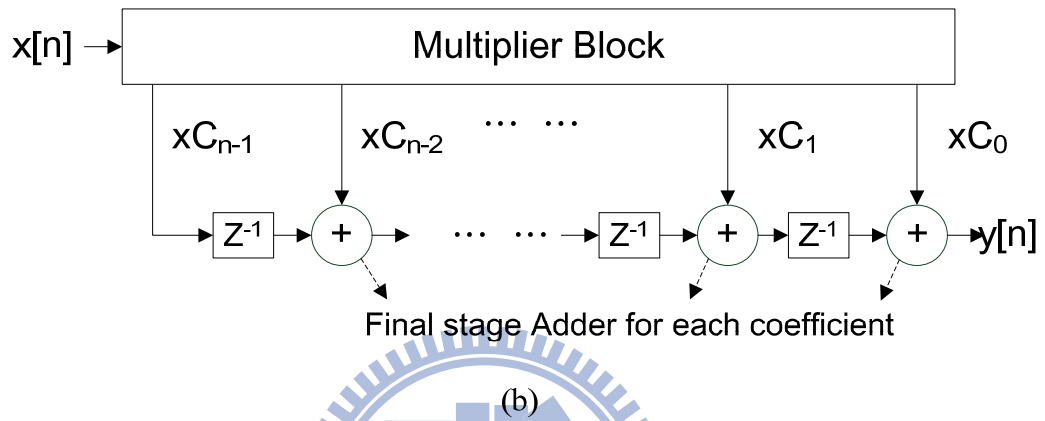 x[n]
Multiplier Block
xCₙ₋₁ xCₙ₋₂ ... ... xC₁ xC₀
Z⁻¹ + ... ... Z⁻¹ + Z⁻¹ + y[n]
Final stage Adder for each coefficient
(b)